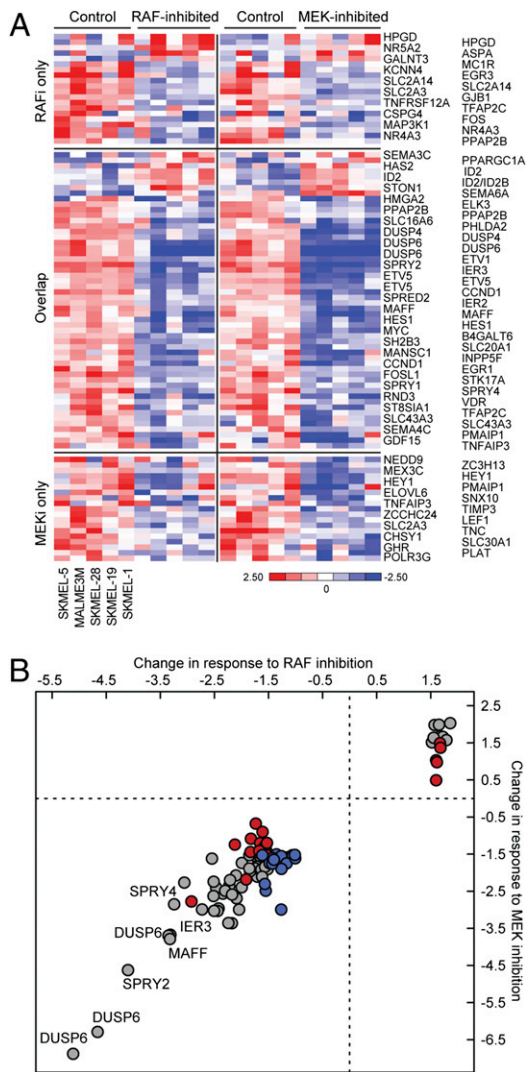 A
Control RAF-inhibited Control MEK-inhibited
RAFi only
HPGD
NR5A2
GALNT3
KCNN4
SLC2A14
SLC2A3
TNFRSF12A
CSPG4
MAP3K1
NR4A3
HPGD
ASPA
MC1R
EGR3
SLC2A14
GJB1
TFAP2C
FOS
NR4A3
PPAP2B
Overlap
SEMA3C
HAS2
ID2
STON1
HMGA2
PPAP2B
SLC16A6
DUSP4
DUSP6
DUSP6
SPRY2
ETV5
ETV5
SPRED2
MAFF
HES1
MYC
SH2B3
MANSC1
CCND1
FOSL1
SPRY1
RND3
ST8SIA1
SLC43A3
SEMA4C
GDF15
PPARGC1A
ID2
ID2/ID2B
SEMA6A
ELK3
PPAP2B
PHLDA2
DUSP4
DUSP6
ETV1
IER3
ETV5
CCND1
IER2
MAFF
HES1
B4GALT6
SLC20A1
INPP5F
EGR1
STK17A
SPRY4
VDR
TFAP2C
SLC43A3
PMAIP1
TNFAIP3
MEKi only
NEDD9
MEX3C
HEY1
ELOVL6
TNFAIP3
ZCCHC24
SLC2A3
CHSY1
GHR
POLR3G
ZC3H13
HEY1
PMAIP1
SNX10
TIMP3
LEF1
TNC
SLC30A1
PLAT
SKMEL-5
MALME3M
SKMEL-28
SKMEL-19
SKMEL-1
2.50 0 -2.50
B
Change in response to RAF inhibition
-5.5 -4.5 -3.5 -2.5 -1.5 -0.5 0.5 1.5
2.5
1.5
0.5
-0.5
-1.5
-2.5
-3.5
-4.5
-5.5
-6.5
Change in response to MEK inhibition
SPRY4
IER3
DUSP6
MAFF
SPRY2
DUSP6
DUSP6